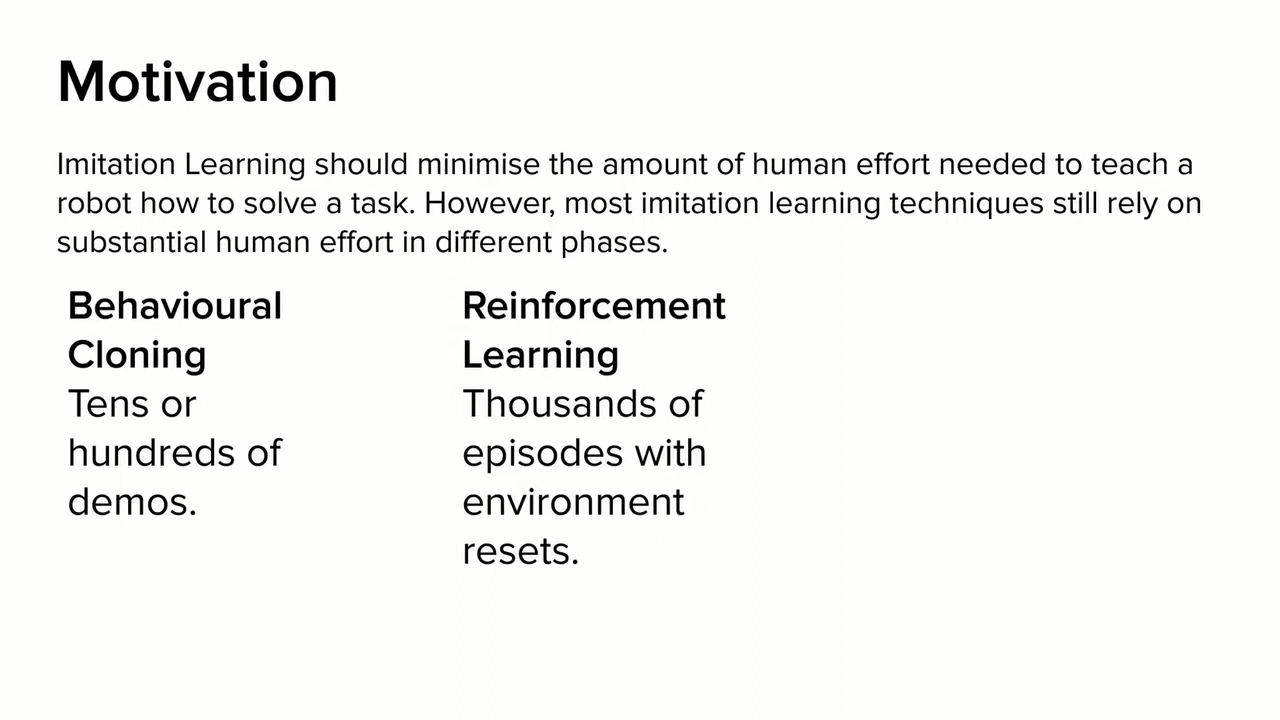 Motivation
Imitation Learning should minimise the amount of human effort needed to teach a
robot how to solve a task. However, most imitation learning techniques still rely on
substantial human effort in different phases.
Behavioural
Cloning
Tens or
hundreds of
demos.
Reinforcement
Learning
Thousands of
episodes with
environment
resets.